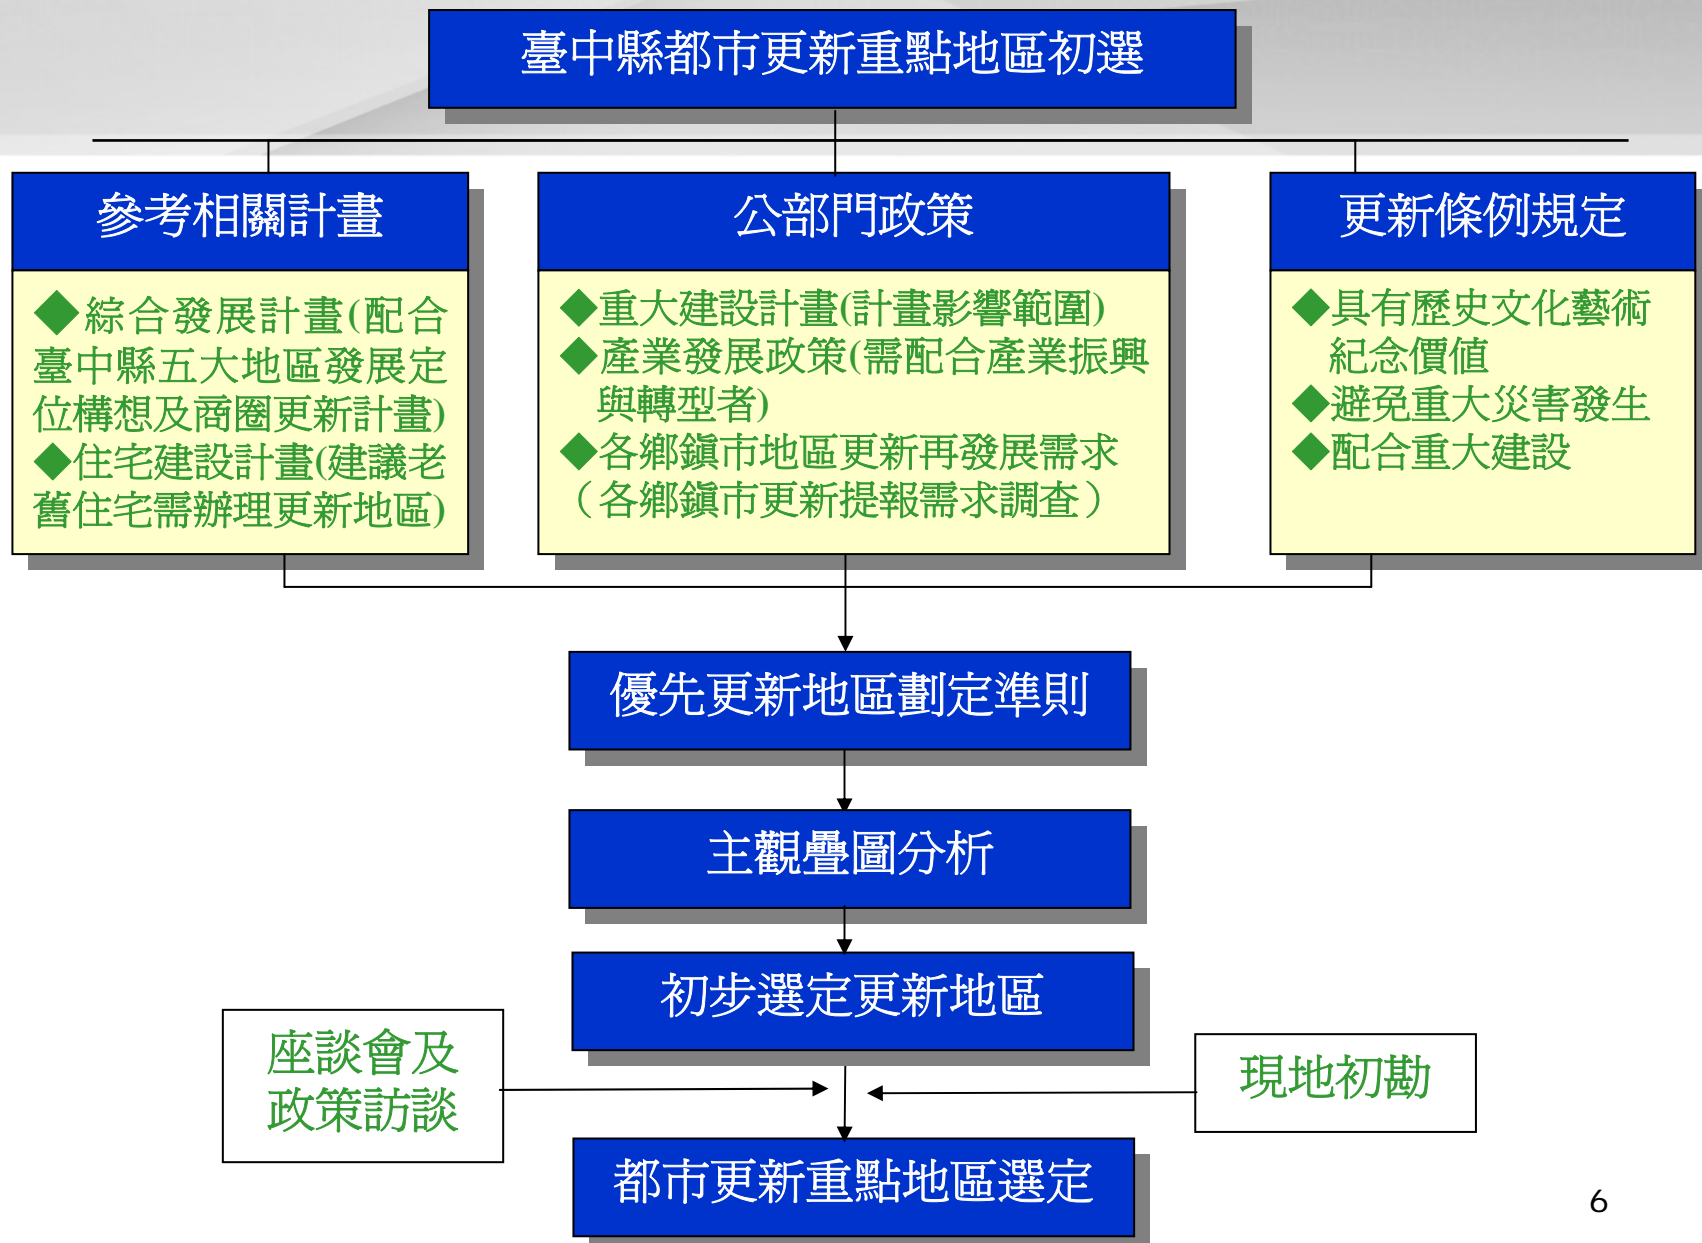 臺中縣都市更新重點地區初選
參考相關計畫
◆綜合發展計畫(配合
臺中縣五大地區發展定
位構想及商圈更新計畫)
◆住宅建設計畫(建議老
舊住宅需辦理更新地區)
公部門政策
◆重大建設計畫(計畫影響範圍)
◆產業發展政策(需配合產業振興
與轉型者)
◆各鄉鎮市地區更新再發展需求
（各鄉鎮市更新提報需求調查）
更新條例規定
◆具有歷史文化藝術
紀念價值
◆避免重大災害發生
◆配合重大建設
優先更新地區劃定準則
主觀疊圖分析
初步選定更新地區
座談會及
政策訪談
現地初勘
都市更新重點地區選定
6